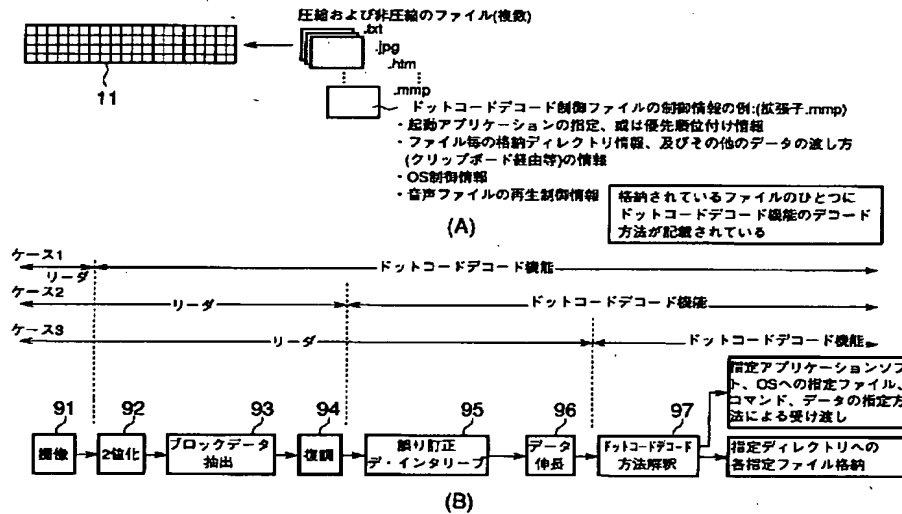 圧縮および非圧縮のファイル(複数)
.txt
.jpg
.htm
.mmp
11
ドットコードデコード制御ファイルの制御情報の例:(拡張子.mmp)
・起動アプリケーションの指定、或は優先順位付け情報
・ファイル毎の格納ディレクトリ情報、及びその他のデータの渡し方
(クリップボード経由等)の情報
・OS制御情報
・音声ファイルの再生制御情報
格納されているファイルのひとつに
ドットコードデコード機能のデコード
方法が記載されている
(A)
ケース1
リーダ
ドットコードデコード機能
ケース2
リーダ
ドットコードデコード機能
ケース3
リーダ
ドットコードデコード機能
指定アプリケーションソフ
ト、OSへの指定ファイル、
コマンド、データの指定方
法による受け渡し
91
92
93
94
95
96
97
撮像
2値化
ブロックデータ
抽出
復調
誤り訂正
デ・インタリーブ
データ
伸長
ドットコードデコード
方法解釈
指定ディレクトリへの
各指定ファイル格納
(B)